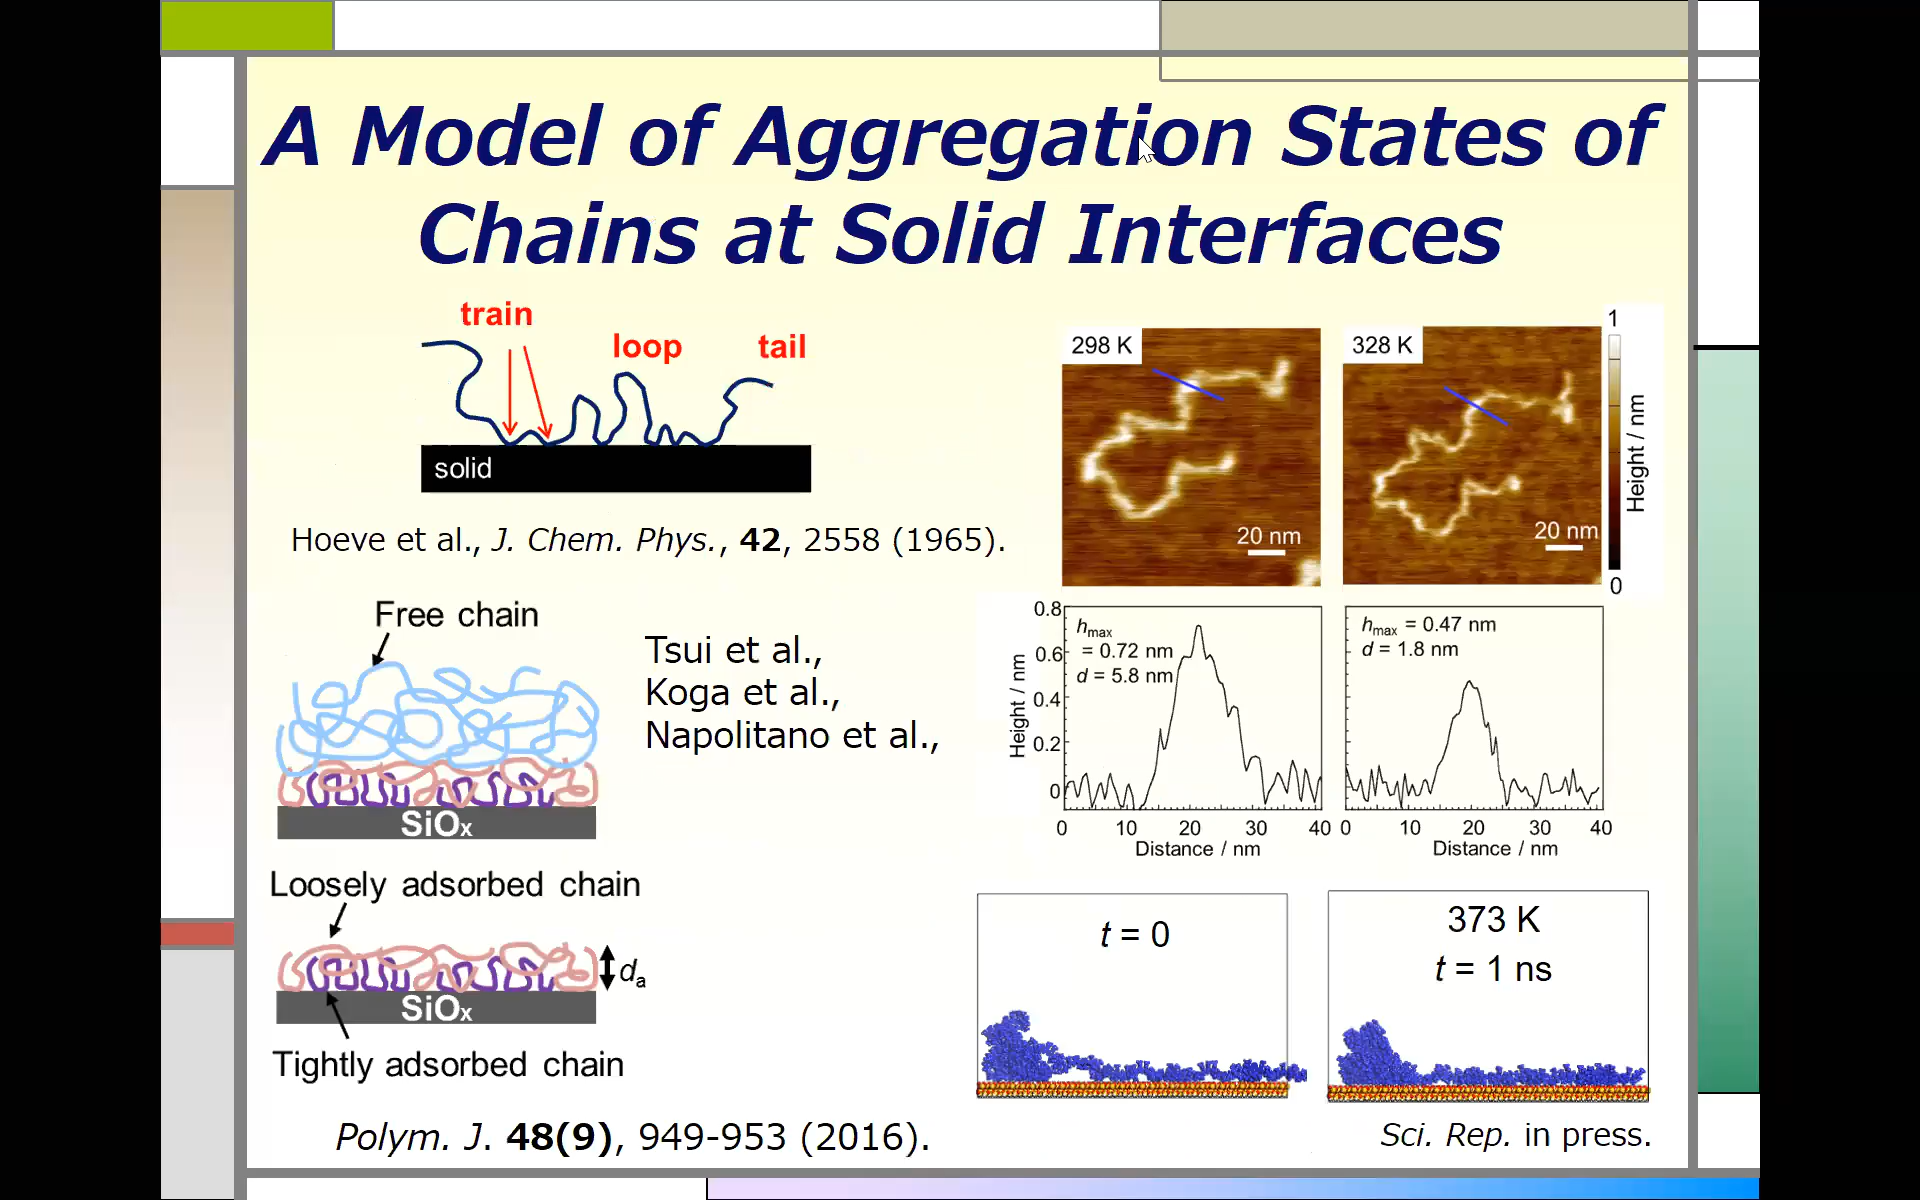 A Model of Aggregation States of
Chains at Solid Interfaces
train
loop
tail
solid
Hoeve et al., J. Chem. Phys., 42, 2558 (1965).
Free chain
SiOx
Tsui et al.,
Koga et al.,
Napolitano et al.,
Loosely adsorbed chain
da
SiOx
Tightly adsorbed chain
Polym. J. 48(9), 949-953 (2016).
298 K
20 nm
328 K
20 nm
1
Height / nm
0
0.8
0.6
0.4
0.2
0
Height / nm
hmax
= 0.72 nm
d = 5.8 nm
0 10 20 30 40
Distance / nm
hmax = 0.47 nm
d = 1.8 nm
0 10 20 30 40
Distance / nm
t = 0
373 K
t = 1 ns
Sci. Rep. in press.